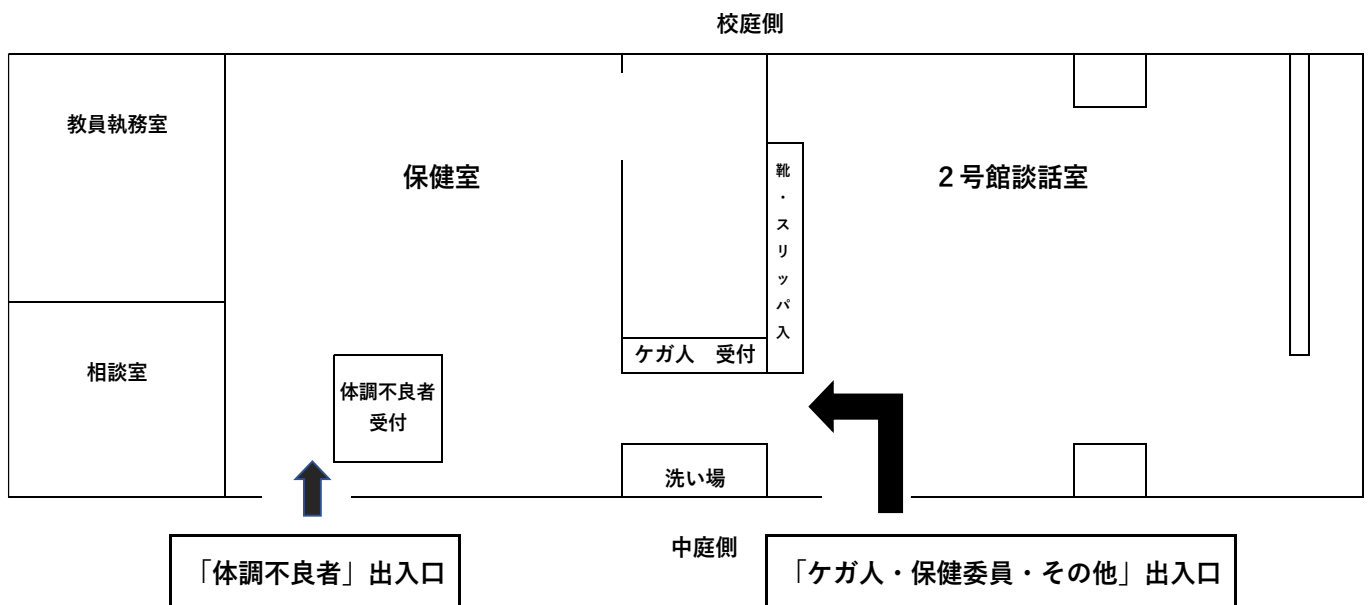 校庭側
教員執務室
保健室
靴・スリッパ入
２号館談話室
ケガ人　受付
相談室
体調不良者
受付
洗い場
中庭側
「体調不良者」出入口
「ケガ人・保健委員・その他」出入口